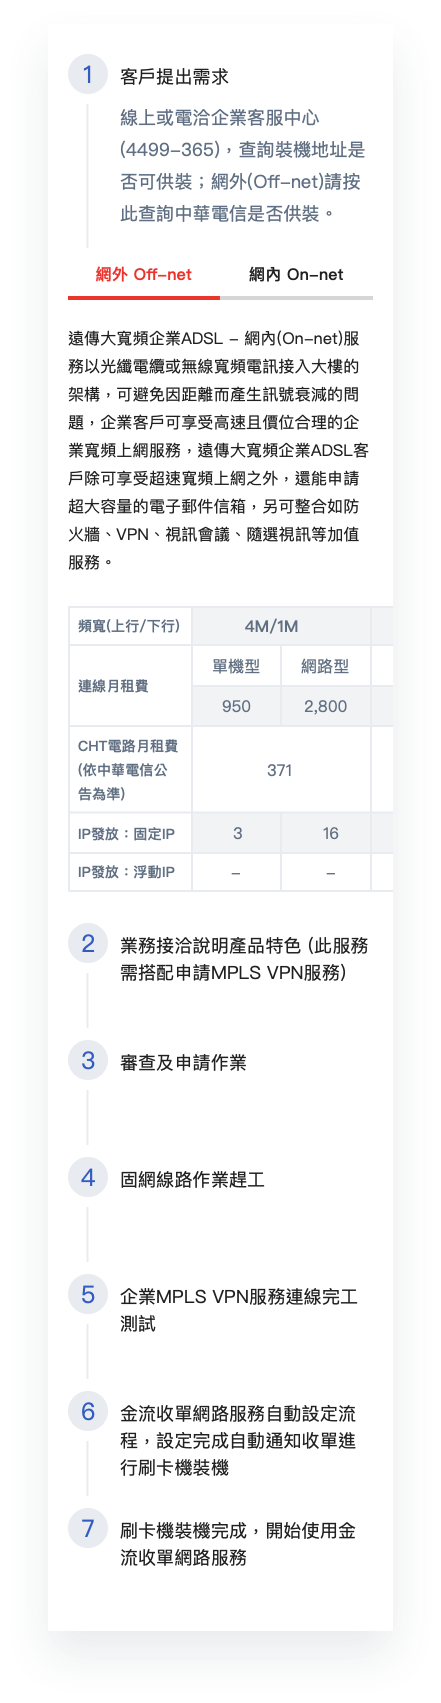 1
客戶提出需求
線上或電洽企業客服中心
(4499-365)，查詢裝機地址是
否可供裝；網外(Off-net)請按
此查詢中華電信是否供裝。
網外 Off-net 網內 On-net
遠傳大寬頻企業ADSL – 網內(On-net)服
務以光纖電纜或無線寬頻電訊接入大樓的
架構，可避免因距離而產生訊號衰減的問
題，企業客戶可享受高速且價位合理的企
業寬頻上網服務，遠傳大寬頻企業ADSL客
戶除可享受超速寬頻上網之外，還能申請
超大容量的電子郵件信箱，另可整合如防
火牆、VPN、視訊會議、隨選視訊等加值
服務。
頻寬(上行/下行) 4M/1M
連線月租費 單機型 網路型
950 2,800
CHT電路月租費
(依中華電信公
告為準)
371
IP發放：固定IP 3 16
IP發放：浮動IP – –
2
業務接洽說明產品特色 (此服務
需搭配申請MPLS VPN服務)
3
審查及申請作業
4
固網線路作業趕工
5
企業MPLS VPN服務連線完工
測試
6
金流收單網路服務自動設定流
程，設定完成自動通知收單進
行刷卡機裝機
7
刷卡機裝機完成，開始使用金
流收單網路服務